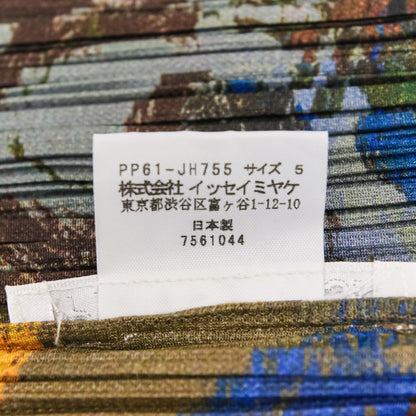 PP61-JH755 サイズ 5
株式会社 イッセイミヤケ
東京都渋谷区富ヶ谷1-12-10
日本製
7561044